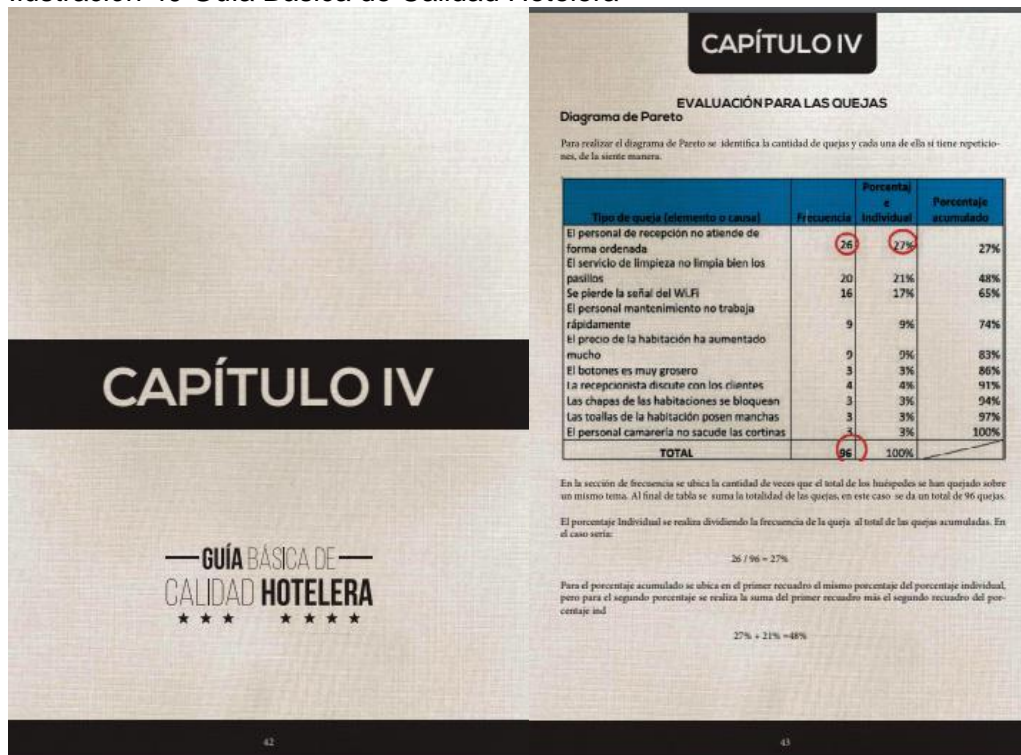 Ilustración 40 Guía Básica de Calidad Hotelera
CAPÍTULO IV
GUÍA BÁSICA DE
CALIDAD HOTELERA
42
CAPÍTULO IV
EVALUACIÓN PARA LAS QUEJAS
Diagrama de Pareto
Para realizar el diagrama de Pareto se identifica la cantidad de quejas y cada una de ella si tiene repeticio-
nes, de la siente manera.
Porcentaj
e Porcentaje
Tipo de queja (elemento o causa) Frecuencia Individual acumulado
El personal de recepción no atiende de
forma ordenada 26 27% 27%
El servicio de limpieza no limpia bien los
pasillos 20 21% 48%
Se pierde la señal del Wi.Fi 16 17% 65%
El personal mantenimiento no trabaja
rápidamente 9 9% 74%
El precio de la habitación ha aumentado
mucho 9 9% 83%
El botones es muy grosero 3 3% 86%
La recepcionista discute con los clientes 4 4% 91%
Las chapas de las habitaciones se bloquean 3 3% 94%
Las toallas de la habitación posen manchas 3 3% 97%
El personal camarería no sacude las cortinas 3 3% 100%
TOTAL 96 100%
En la sección de frecuencia se ubica la cantidad de veces que el total de los huéspedes se han quejado sobre
un mismo tema. Al final de tabla se suma la totalidad de las quejas, en este caso se da un total de 96 quejas.
El porcentaje Individual se realiza dividiendo la frecuencia de la queja al total de las quejas acumuladas. En
el caso sería:
26 / 96 = 27%
Para el porcentaje acumulado se ubica en el primer recuadro el mismo porcentaje del porcentaje individual,
pero para el segundo porcentaje se realiza la suma del primer recuadro más el segundo recuadro del por-
centaje ind
27% + 21% =48%
43